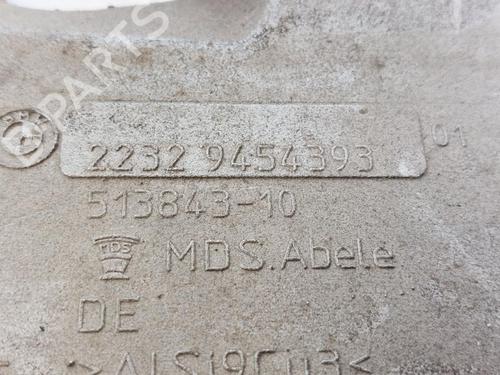 2232 9454393
01
513843-10
MDS
MDS.Abele
DE
>AlSi9Cu3<
B-PARTS